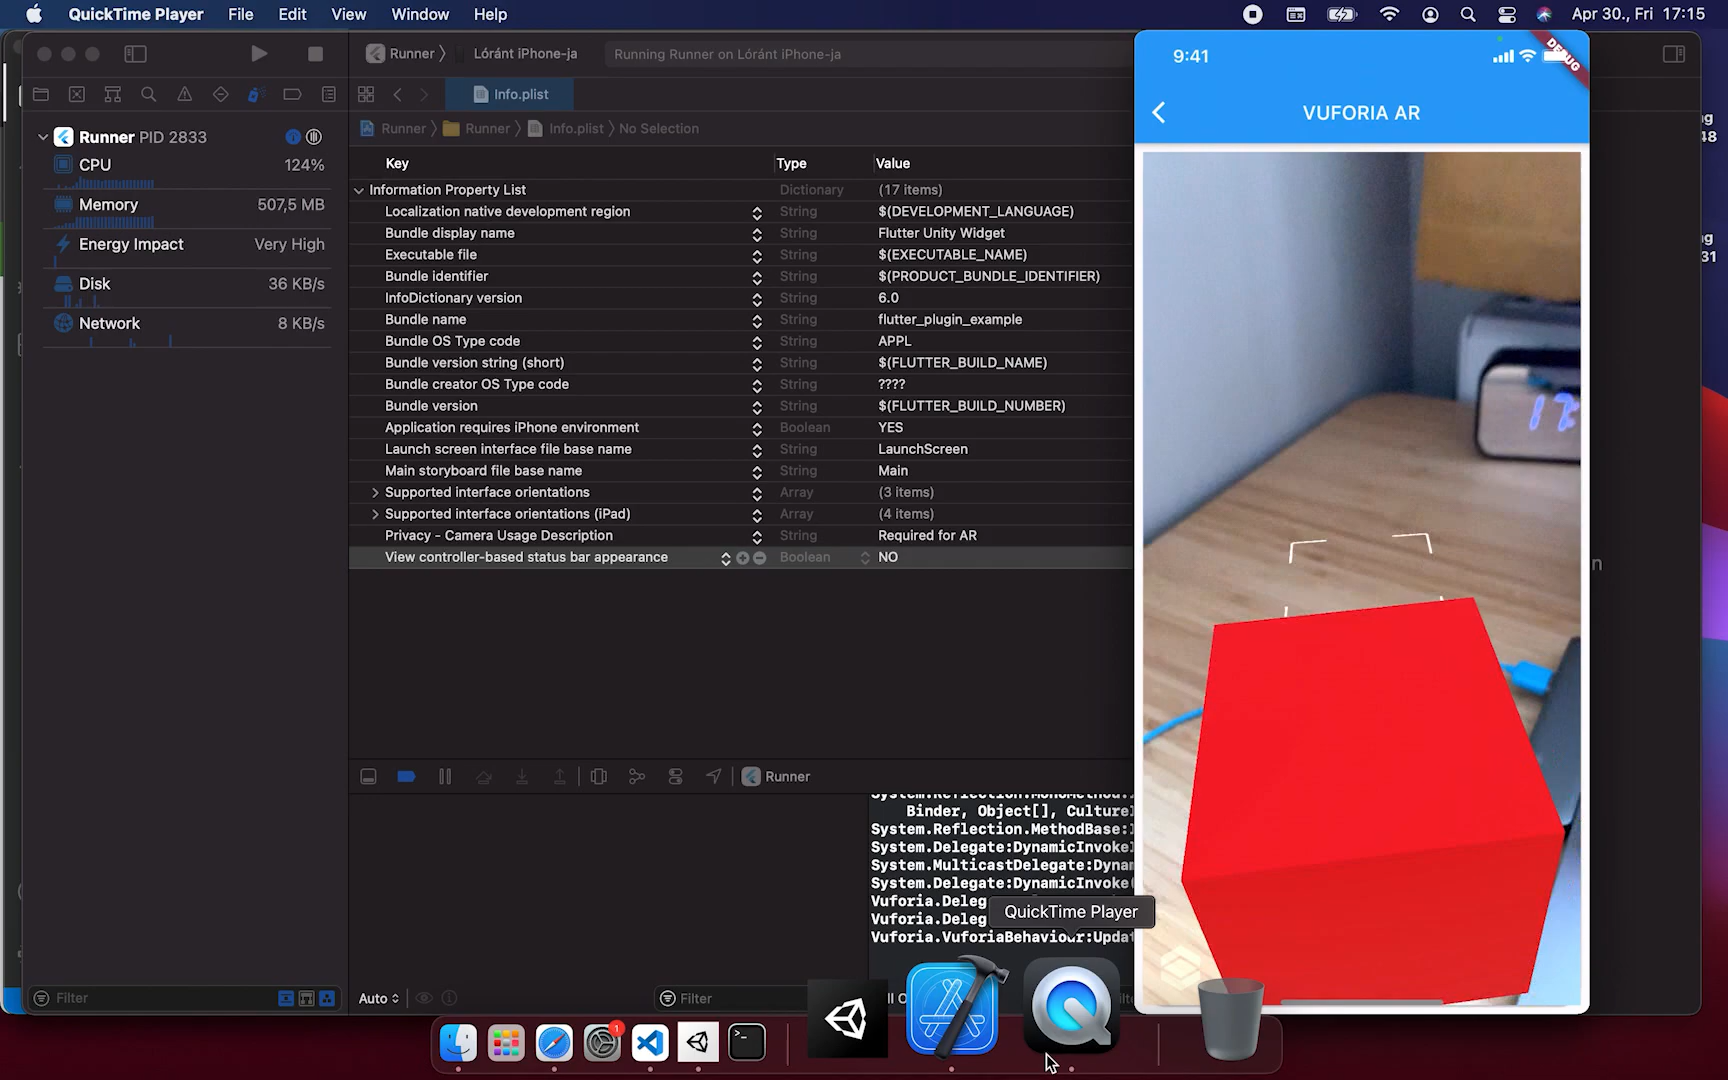 QuickTime Player File Edit View Window Help
Apr 30., Fri 17:15
Runner Lóránt iPhone-ja
Running Runner on Lóránt iPhone-ja
Info.plist
Runner Runner Info.plist No Selection
Runner PID 2833
CPU 124%
Memory 507,5 MB
Energy Impact Very High
Disk 36 KB/s
Network 8 KB/s
Filter
Key Type Value
Information Property List Dictionary (17 items)
Localization native development region String $(DEVELOPMENT_LANGUAGE)
Bundle display name String Flutter Unity Widget
Executable file String $(EXECUTABLE_NAME)
Bundle identifier String $(PRODUCT_BUNDLE_IDENTIFIER)
InfoDictionary version String 6.0
Bundle name String flutter_plugin_example
Bundle OS Type code String APPL
Bundle version string (short) String $(FLUTTER_BUILD_NAME)
Bundle creator OS Type code String ????
Bundle version String $(FLUTTER_BUILD_NUMBER)
Application requires iPhone environment Boolean YES
Launch screen interface file base name String LaunchScreen
Main storyboard file base name String Main
Supported interface orientations Array (3 items)
Supported interface orientations (iPad) Array (4 items)
Privacy - Camera Usage Description String Required for AR
View controller-based status bar appearance Boolean NO
Runner
Binder, Object[], Culture
System.Reflection.MethodBase:
System.Delegate:DynamicInvoke
System.MulticastDelegate:Dynam
System.Delegate:DynamicInvoke(
Vuforia.Deleg
Vuforia.Deleg
Vuforia.VuforiaBehaviour:Updat
Auto
Filter
QuickTime Player
9:41
DEBUG
VUFORIA AR
1